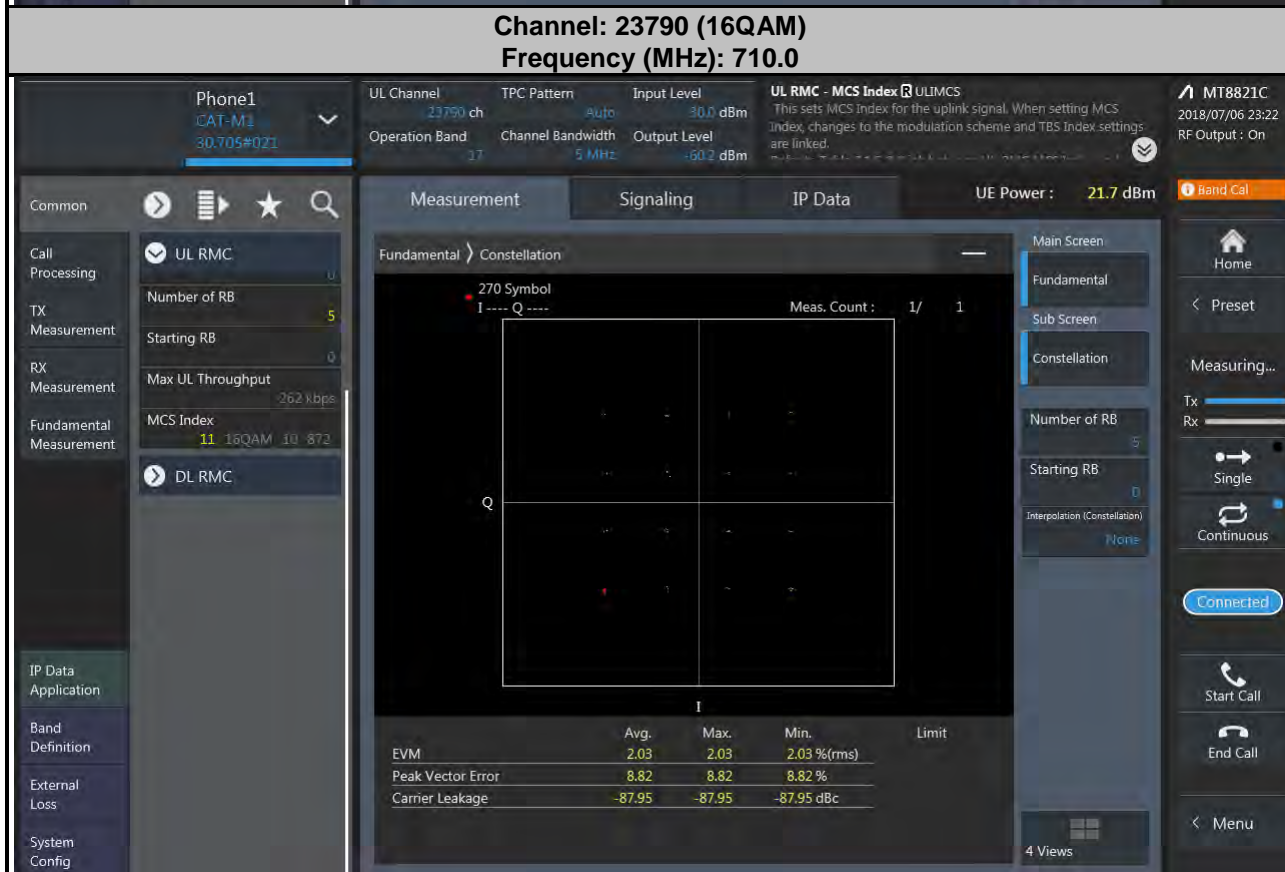 Channel: 23790 (16QAM)
Frequency (MHz): 710.0
Phone1
CAT-M1
30.705#021
UL Channel
23790 ch
TPC Pattern
Auto
Input Level
30.0 dBm
Operation Band
17
Channel Bandwidth
5 MHz
Output Level
-60.2 dBm
UL RMC - MCS Index R ULIMCS
This sets MCS Index for the uplink signal. When setting MCS
Index, changes to the modulation scheme and TBS Index settings
are linked.
MT8821C
2018/07/06 23:22
RF Output : On
Band Cal
Common
Call
Processing
TX
Measurement
RX
Measurement
Fundamental
Measurement
IP Data
Application
Band
Definition
External
Loss
System
Config
UL RMC
Number of RB
5
Starting RB
0
Max UL Throughput
262 kbps
MCS Index
11 16QAM 10 872
DL RMC
Measurement
Signaling
IP Data
UE Power : 21.7 dBm
Fundamental
Constellation
270 Symbol
I ---- Q ----
Meas. Count : 1/ 1
Q
I
Avg. Max. Min. Limit
EVM 2.03 2.03 2.03 %(rms)
Peak Vector Error 8.82 8.82 8.82 %
Carrier Leakage -87.95 -87.95 -87.95 dBc
Main Screen
Fundamental
Sub Screen
Constellation
Number of RB
5
Starting RB
0
Interpolation (Constellation)
None
4 Views
Home
< Preset
Measuring...
Tx
Rx
Single
Continuous
Connected
Start Call
End Call
< Menu